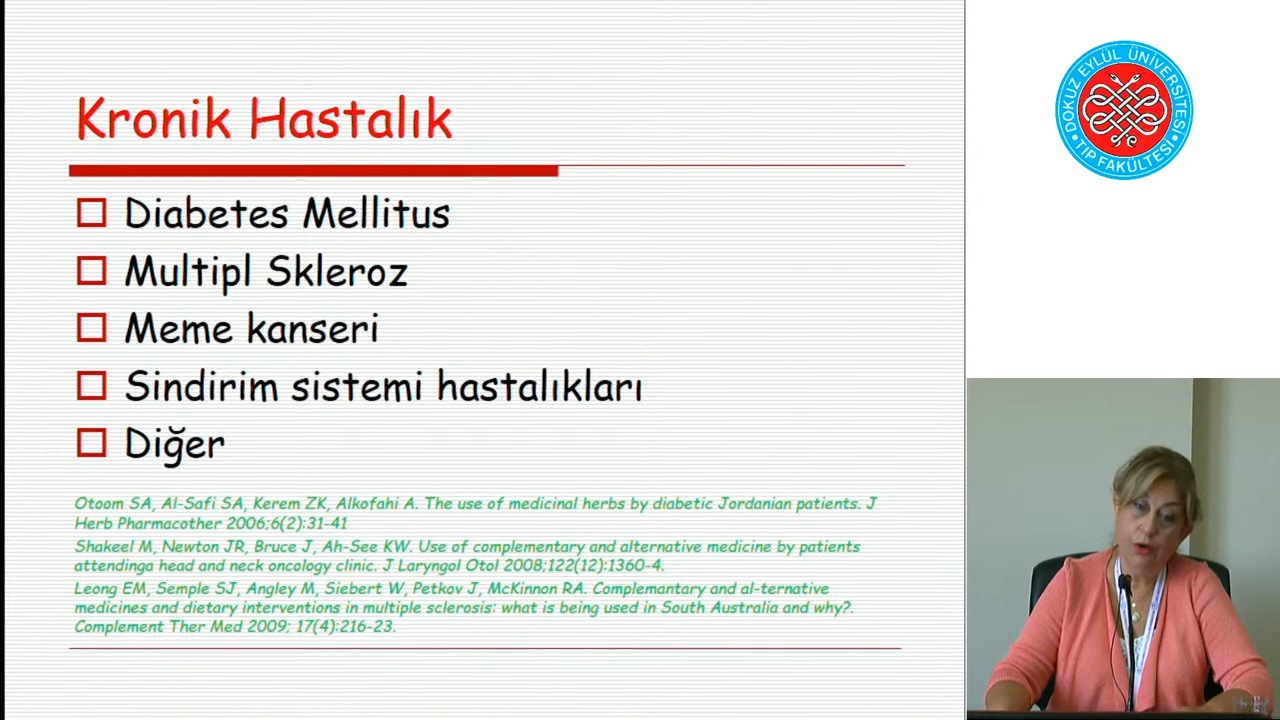 Kronik Hastalık
Diabetes Mellitus
Multipl Skleroz
Meme kanseri
Sindirim sistemi hastalıkları
Diğer
Otoom SA, Al-Safi SA, Kerem ZK, Alkofahi A. The use of medicinal herbs by diabetic Jordanian patients. J
Herb Pharmacother 2006;6(2):31-41
Shakeel M, Newton JR, Bruce J, Ah-See KW. Use of complementary and alternative medicine by patients
attendinga head and neck oncology clinic. J Laryngol Otol 2008;122(12):1360-4.
Leong EM, Semple SJ, Angley M, Siebert W, Petkov J, McKinnon RA. Complemantary and al-ternative
medicines and dietary interventions in multiple sclerosis: what is being used in South Australia and why?.
Complement Ther Med 2009; 17(4):216-23.
DOKUZ EYLÜL ÜNİVERSİTESİ
• TIP FAKÜLTESİ •